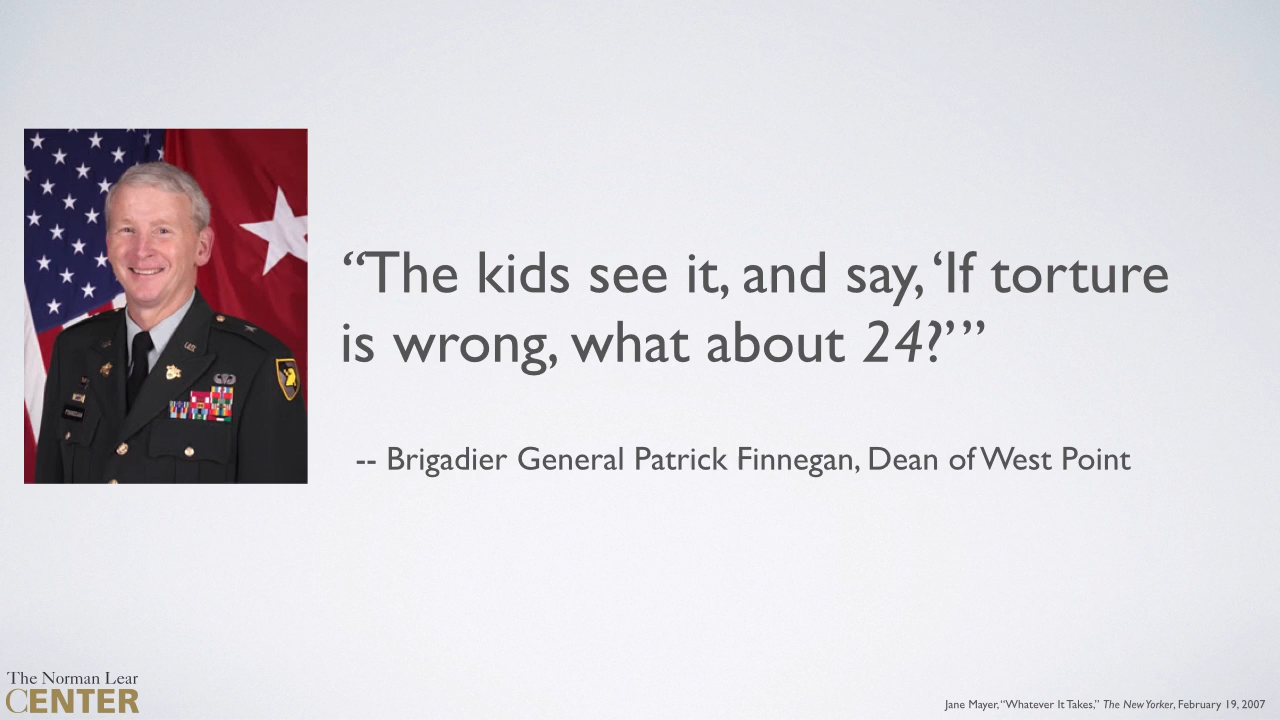 “The kids see it, and say, ‘If torture
is wrong, what about 24?’ ”
-- Brigadier General Patrick Finnegan, Dean of West Point
FINNEGAN
The Norman Lear
CENTER
Jane Mayer, “Whatever It Takes,” The New Yorker, February 19, 2007